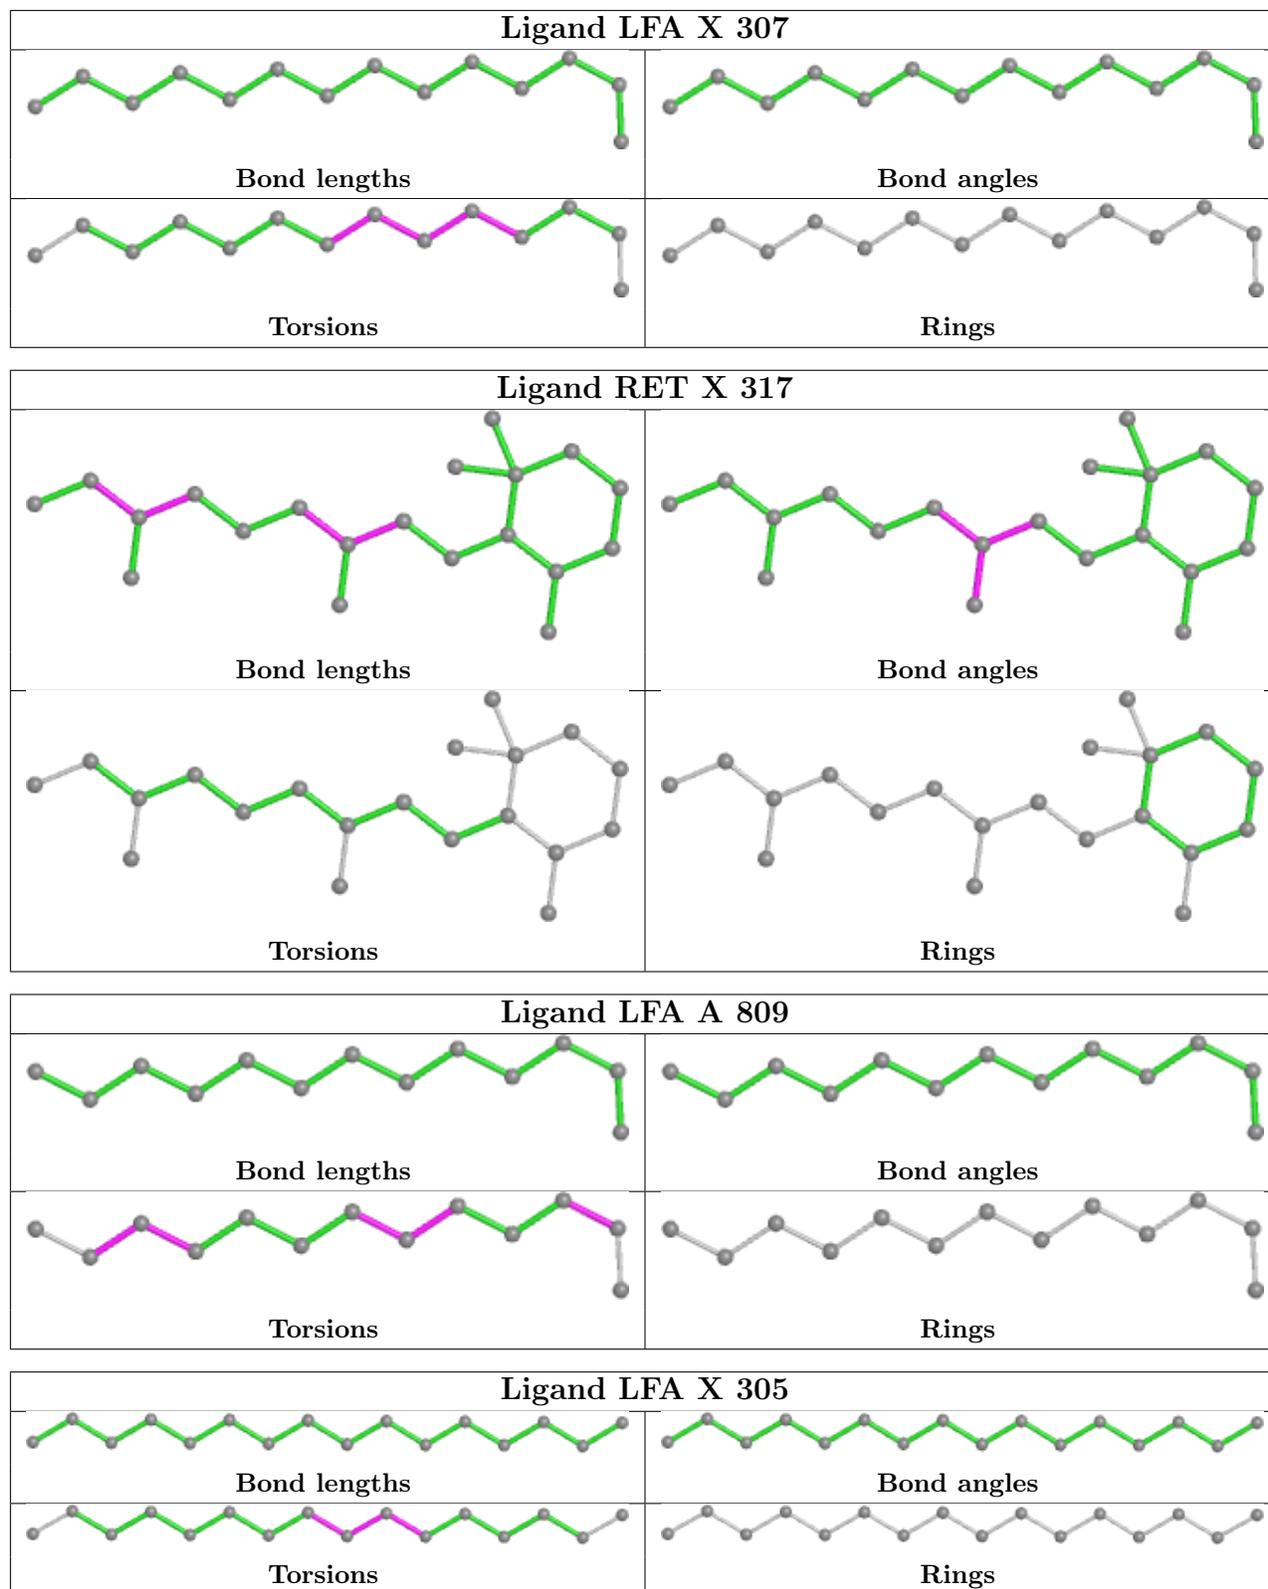 Ligand LFA X 307
Bond lengths
Bond angles
Torsions
Rings
Ligand RET X 317
Bond lengths
Bond angles
Torsions
Rings
Ligand LFA A 809
Bond lengths
Bond angles
Torsions
Rings
Ligand LFA X 305
Bond lengths
Bond angles
Torsions
Rings